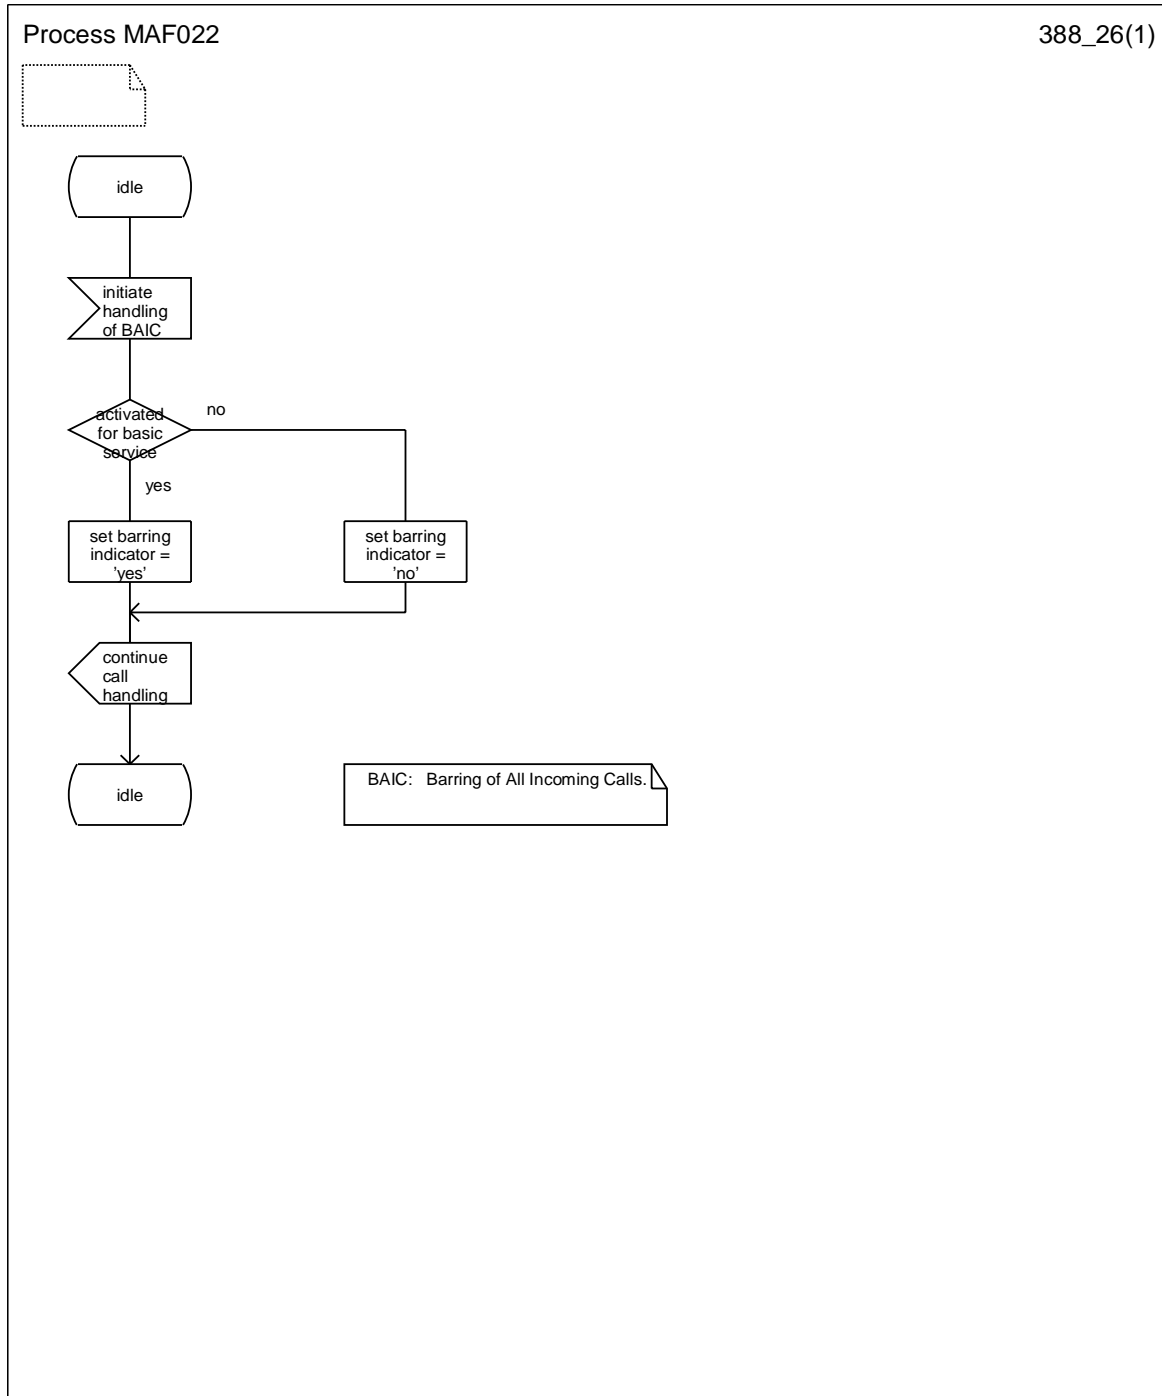 Process MAF022
388_26(1)
idle
initiate
handling
of BAIC
activated
for basic
service
no
yes
set barring
indicator =
'yes'
set barring
indicator =
'no'
continue
call
handling
idle
BAIC: Barring of All Incoming Calls.